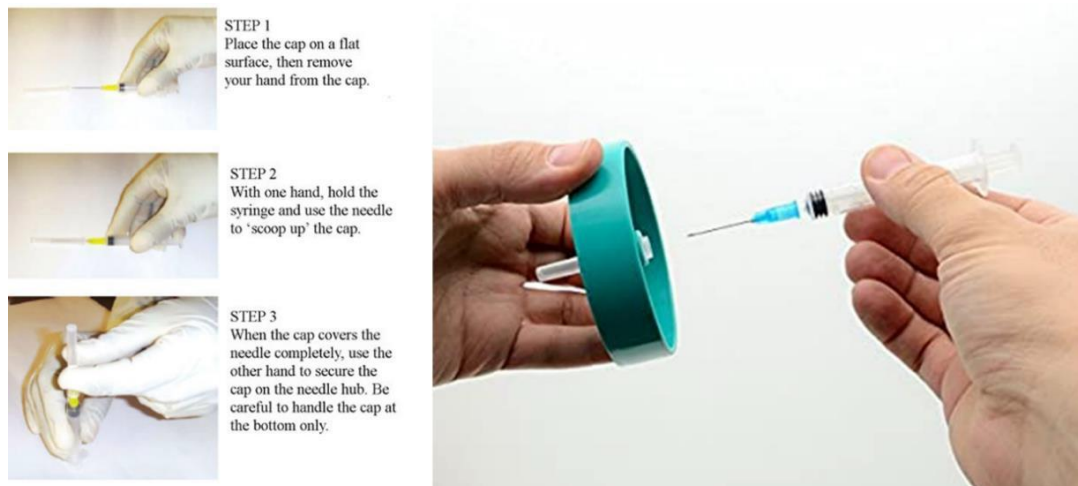 STEP 1
Place the cap on a flat
surface, then remove
your hand from the cap.
STEP 2
With one hand, hold the
syringe and use the needle
to ‘scoop up’ the cap.
STEP 3
When the cap covers the
needle completely, use the
other hand to secure the
cap on the needle hub. Be
careful to handle the cap at
the bottom only.